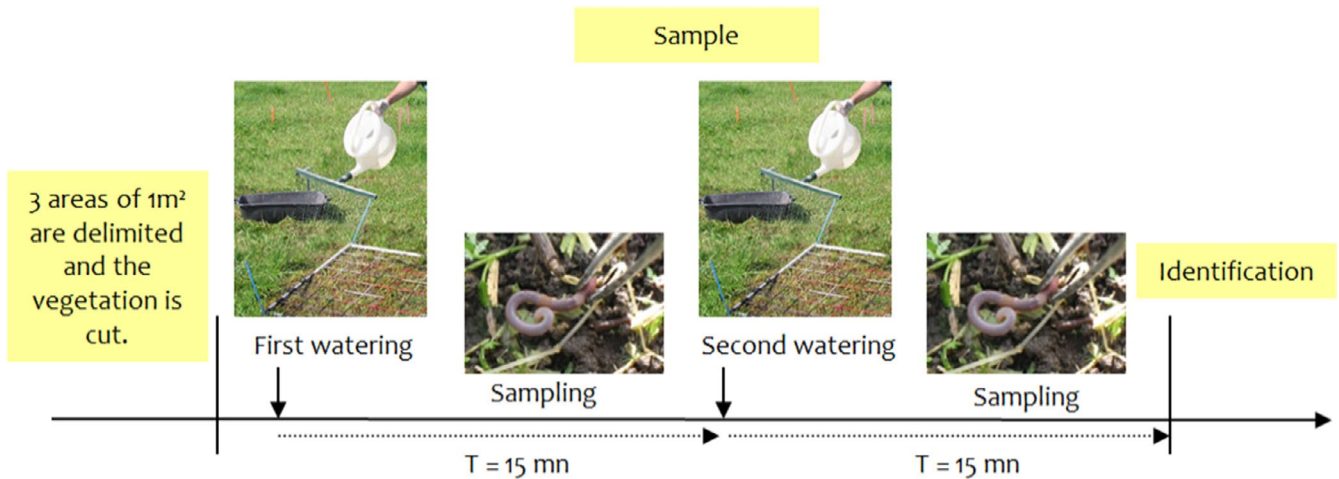 Sample
3 areas of 1m²
are delimited
and the
vegetation is
cut.
First watering
Sampling
Second watering
Sampling
Identification
T = 15 mn
T = 15 mn